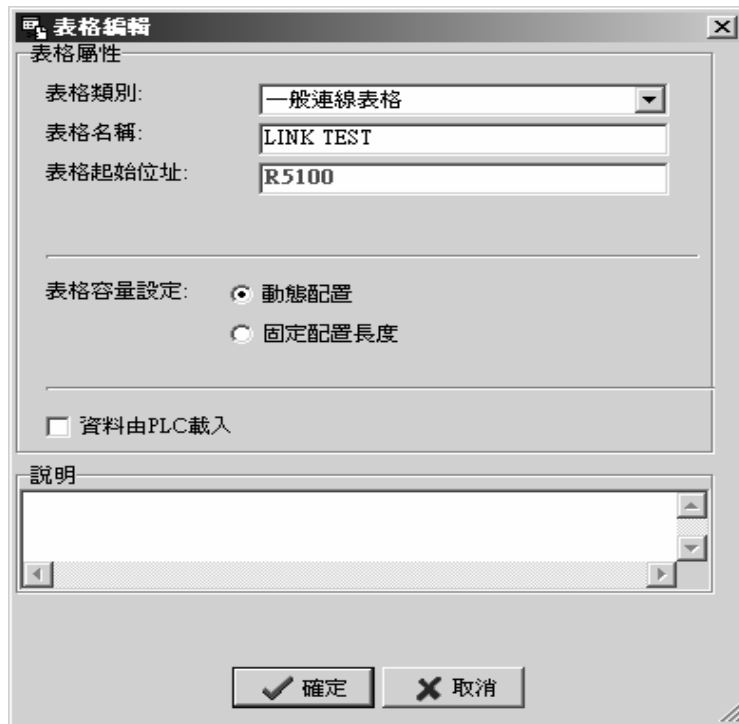 表格編輯
表格屬性
表格類別: 一般連線表格
表格名稱: LINK TEST
表格起始位址: R5100
表格容量設定: 動態配置
固定配置長度
資料由PLC載入
說明
確定 取消